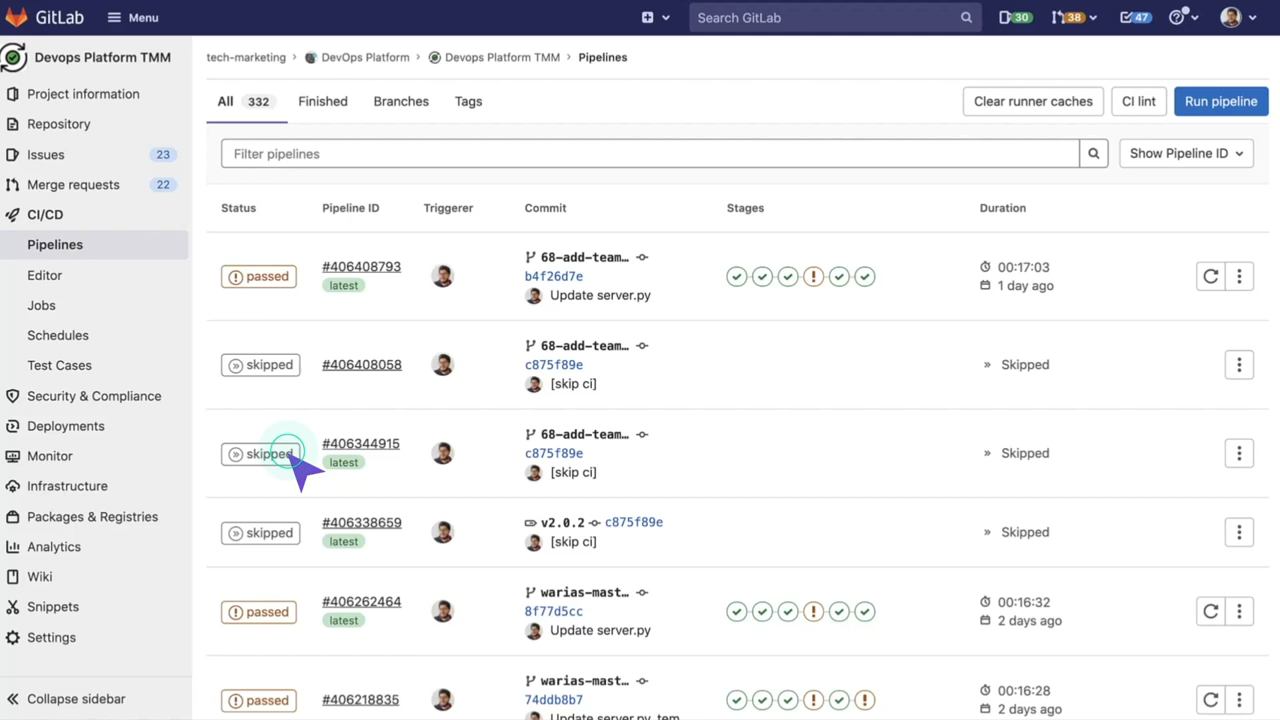 GitLab Menu Search GitLab 30 38 47
Devops Platform TMM
Project information
Repository
Issues 23
Merge requests 22
CI/CD
Pipelines
Editor
Jobs
Schedules
Test Cases
Security & Compliance
Deployments
Monitor
Infrastructure
Packages & Registries
Analytics
Wiki
Snippets
Settings
Collapse sidebar
tech-marketing › DevOps Platform › Devops Platform TMM › Pipelines
All 332 Finished Branches Tags Clear runner caches CI lint Run pipeline
Filter pipelines Show Pipeline ID
Status Pipeline ID Triggerer Commit Stages Duration
68-add-team…
passed #406408793 b4f26d7e 00:17:03
latest Update server.py 1 day ago
68-add-team…
skipped #406408058 c875f89e Skipped
[skip ci]
68-add-team…
skipped #406344915 c875f89e Skipped
latest [skip ci]
skipped #406338659 v2.0.2 c875f89e Skipped
latest [skip ci]
warias-mast…
passed #406262464 8f77d5cc 00:16:32
latest Update server.py 2 days ago
warias-mast…
passed #406218835 74ddb8b7 00:16:28
Update server.py, tem 2 days ago